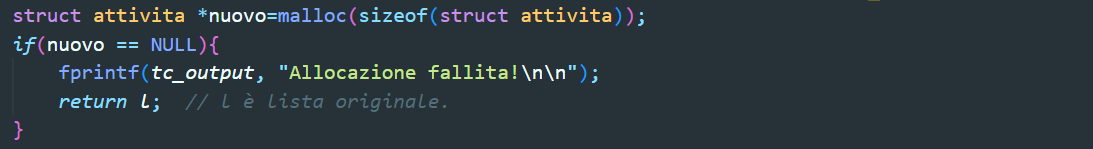 struct attivita *nuovo=malloc(sizeof(struct attivita));
if(nuovo == NULL){
    fprintf(tc_output, "Allocazione fallita!\n\n");
    return l;  // l è lista originale.
}